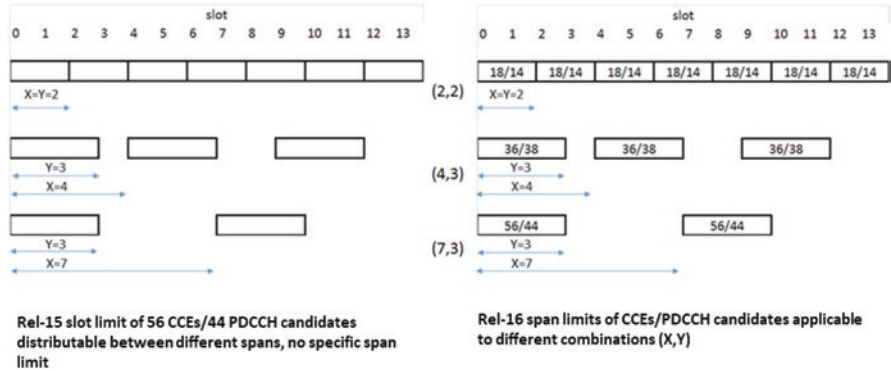 slot
0 1 2 3 4 5 6 7 8 9 10 11 12 13
X=Y=2
Y=3
X=4
Y=3
X=7
Rel-15 slot limit of 56 CCEs/44 PDCCH candidates
distributable between different spans, no specific span
limit
(2,2)
(4,3)
(7,3)
slot
0 1 2 3 4 5 6 7 8 9 10 11 12 13
18/14 18/14 18/14 18/14 18/14 18/14 18/14
X=Y=2
36/38 36/38 36/38
Y=3
X=4
56/44 56/44
Y=3
X=7
Rel-16 span limits of CCEs/PDCCH candidates applicable
to different combinations (X,Y)